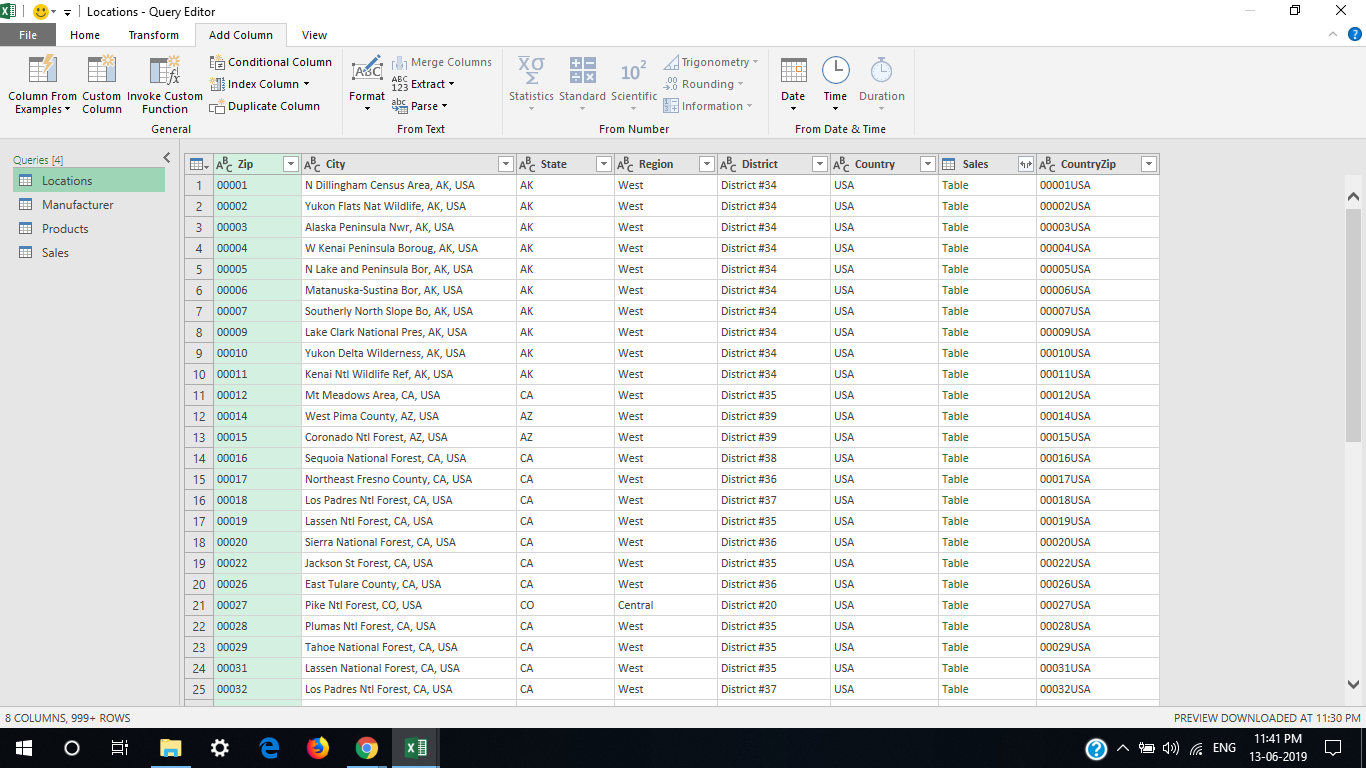 Locations - Query Editor
File Home Transform Add Column View
Column From Examples
Custom Column
Invoke Custom Function
Conditional Column
Index Column
Duplicate Column
General
Format
Merge Columns
Extract
Parse
From Text
Statistics
Standard
Scientific
Trigonometry
Rounding
Information
From Number
Date
Time
Duration
From Date & Time
Queries [4]
Locations
Manufacturer
Products
Sales
Zip City State Region District Country Sales CountryZip
1 00001 N Dillingham Census Area, AK, USA AK West District #34 USA Table 00001USA
2 00002 Yukon Flats Nat Wildlife, AK, USA AK West District #34 USA Table 00002USA
3 00003 Alaska Peninsula Nwr, AK, USA AK West District #34 USA Table 00003USA
4 00004 W Kenai Peninsula Boroug, AK, USA AK West District #34 USA Table 00004USA
5 00005 N Lake and Peninsula Bor, AK, USA AK West District #34 USA Table 00005USA
6 00006 Matanuska-Sustina Bor, AK, USA AK West District #34 USA Table 00006USA
7 00007 Southerly North Slope Bo, AK, USA AK West District #34 USA Table 00007USA
8 00009 Lake Clark National Pres, AK, USA AK West District #34 USA Table 00009USA
9 00010 Yukon Delta Wilderness, AK, USA AK West District #34 USA Table 00010USA
10 00011 Kenai Ntl Wildlife Ref, AK, USA AK West District #34 USA Table 00011USA
11 00012 Mt Meadows Area, CA, USA CA West District #35 USA Table 00012USA
12 00014 West Pima County, AZ, USA AZ West District #39 USA Table 00014USA
13 00015 Coronado Ntl Forest, AZ, USA AZ West District #39 USA Table 00015USA
14 00016 Sequoia National Forest, CA, USA CA West District #38 USA Table 00016USA
15 00017 Northeast Fresno County, CA, USA CA West District #36 USA Table 00017USA
16 00018 Los Padres Ntl Forest, CA, USA CA West District #37 USA Table 00018USA
17 00019 Lassen Ntl Forest, CA, USA CA West District #35 USA Table 00019USA
18 00020 Sierra National Forest, CA, USA CA West District #36 USA Table 00020USA
19 00022 Jackson St Forest, CA, USA CA West District #35 USA Table 00022USA
20 00026 East Tulare County, CA, USA CA West District #36 USA Table 00026USA
21 00027 Pike Ntl Forest, CO, USA CO Central District #20 USA Table 00027USA
22 00028 Plumas Ntl Forest, CA, USA CA West District #35 USA Table 00028USA
23 00029 Tahoe National Forest, CA, USA CA West District #35 USA Table 00029USA
24 00031 Lassen National Forest, CA, USA CA West District #35 USA Table 00031USA
25 00032 Los Padres Ntl Forest, CA, USA CA West District #37 USA Table 00032USA
8 COLUMNS, 999+ ROWS PREVIEW DOWNLOADED AT 11:30 PM
ENG
11:41 PM
13-06-2019